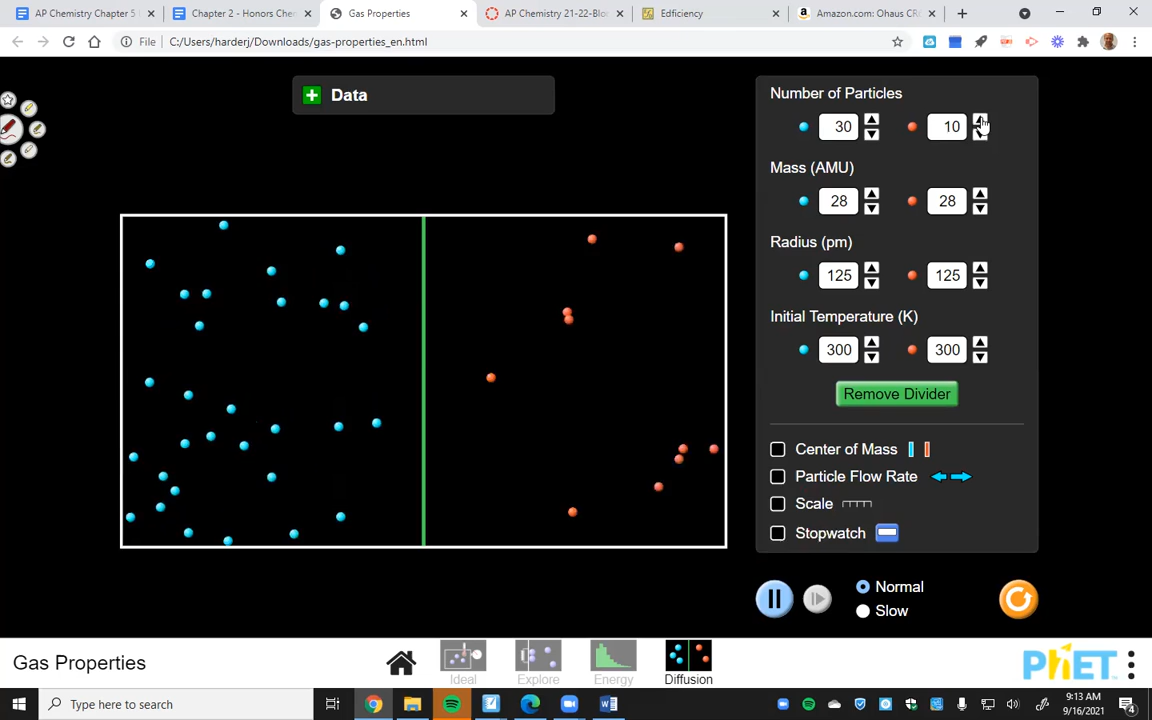 AP Chemistry Chapter 5
Chapter 2 - Honors Che
Gas Properties
AP Chemistry 21-22-Blo
Edficiency
Amazon.com: Ohaus CR
File
C:/Users/harderj/Downloads/gas-properties_en.html
Data
Number of Particles
30
10
Mass (AMU)
28
28
Radius (pm)
125
125
Initial Temperature (K)
300
300
Remove Divider
Center of Mass
Particle Flow Rate
Scale
Stopwatch
Normal
Slow
Gas Properties
Ideal
Explore
Energy
Diffusion
PhET
Type here to search
9:13 AM
9/16/2021
4